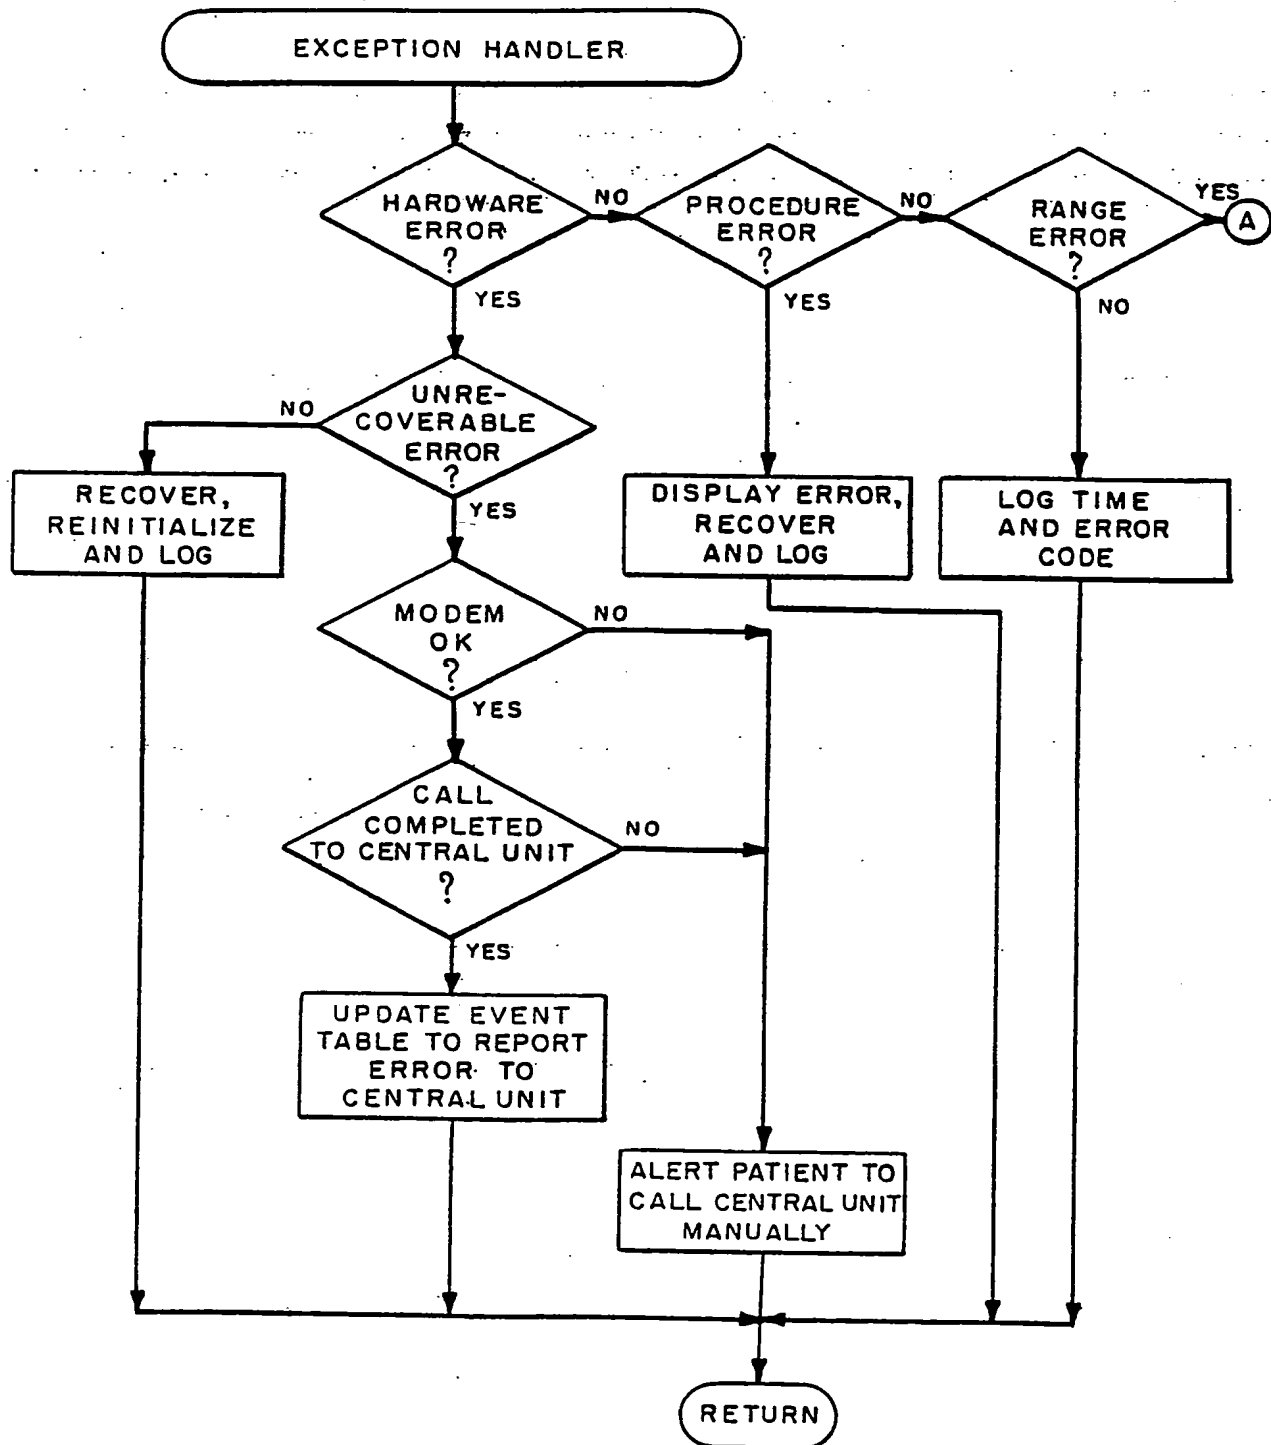 EXCEPTION HANDLER
HARDWARE
ERROR
?
NO
PROCEDURE
ERROR
?
NO
RANGE
ERROR
?
YES
A
YES
YES
NO
UNRE-
COVERABLE
ERROR
?
NO
YES
RECOVER,
REINITIALIZE
AND LOG
DISPLAY ERROR,
RECOVER
AND LOG
LOG TIME
AND ERROR
CODE
MODEM
OK
?
NO
YES
CALL
COMPLETED
TO CENTRAL UNIT
?
NO
YES
UPDATE EVENT
TABLE TO REPORT
ERROR TO
CENTRAL UNIT
ALERT PATIENT TO
CALL CENTRAL UNIT
MANUALLY
RETURN